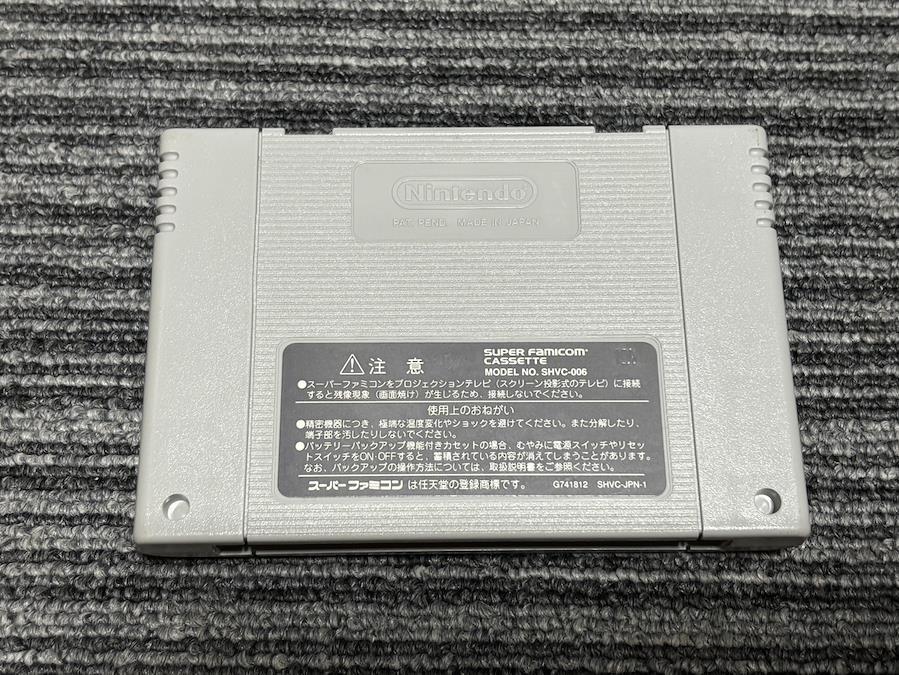 Nintendo
PAT. PEND. MADE IN JAPAN
⚠注意
SUPER FAMICOM
CASSETTE
MODEL NO. SHVC-006
●スーパーファミコンをプロジェクションテレビ（スクリーン投影式のテレビ）に接続
すると残像現象（画面焼け）が生じるため、接続しないでください。
使用上のおねがい
●精密機器につき、極端な温度変化やショックを避けてください。また分解したり、
端子部を汚したりしないでください。
●バッテリーバックアップ機能付きカセットの場合、むやみに電源スイッチやリセッ
トスイッチをON・OFFすると、蓄積されている内容が消えてしまうことがあります。
なお、バックアップの操作方法については、取扱説明書をご参照ください。
スーパーファミコンは任天堂の登録商標です。
G741812 SHVC-JPN-1